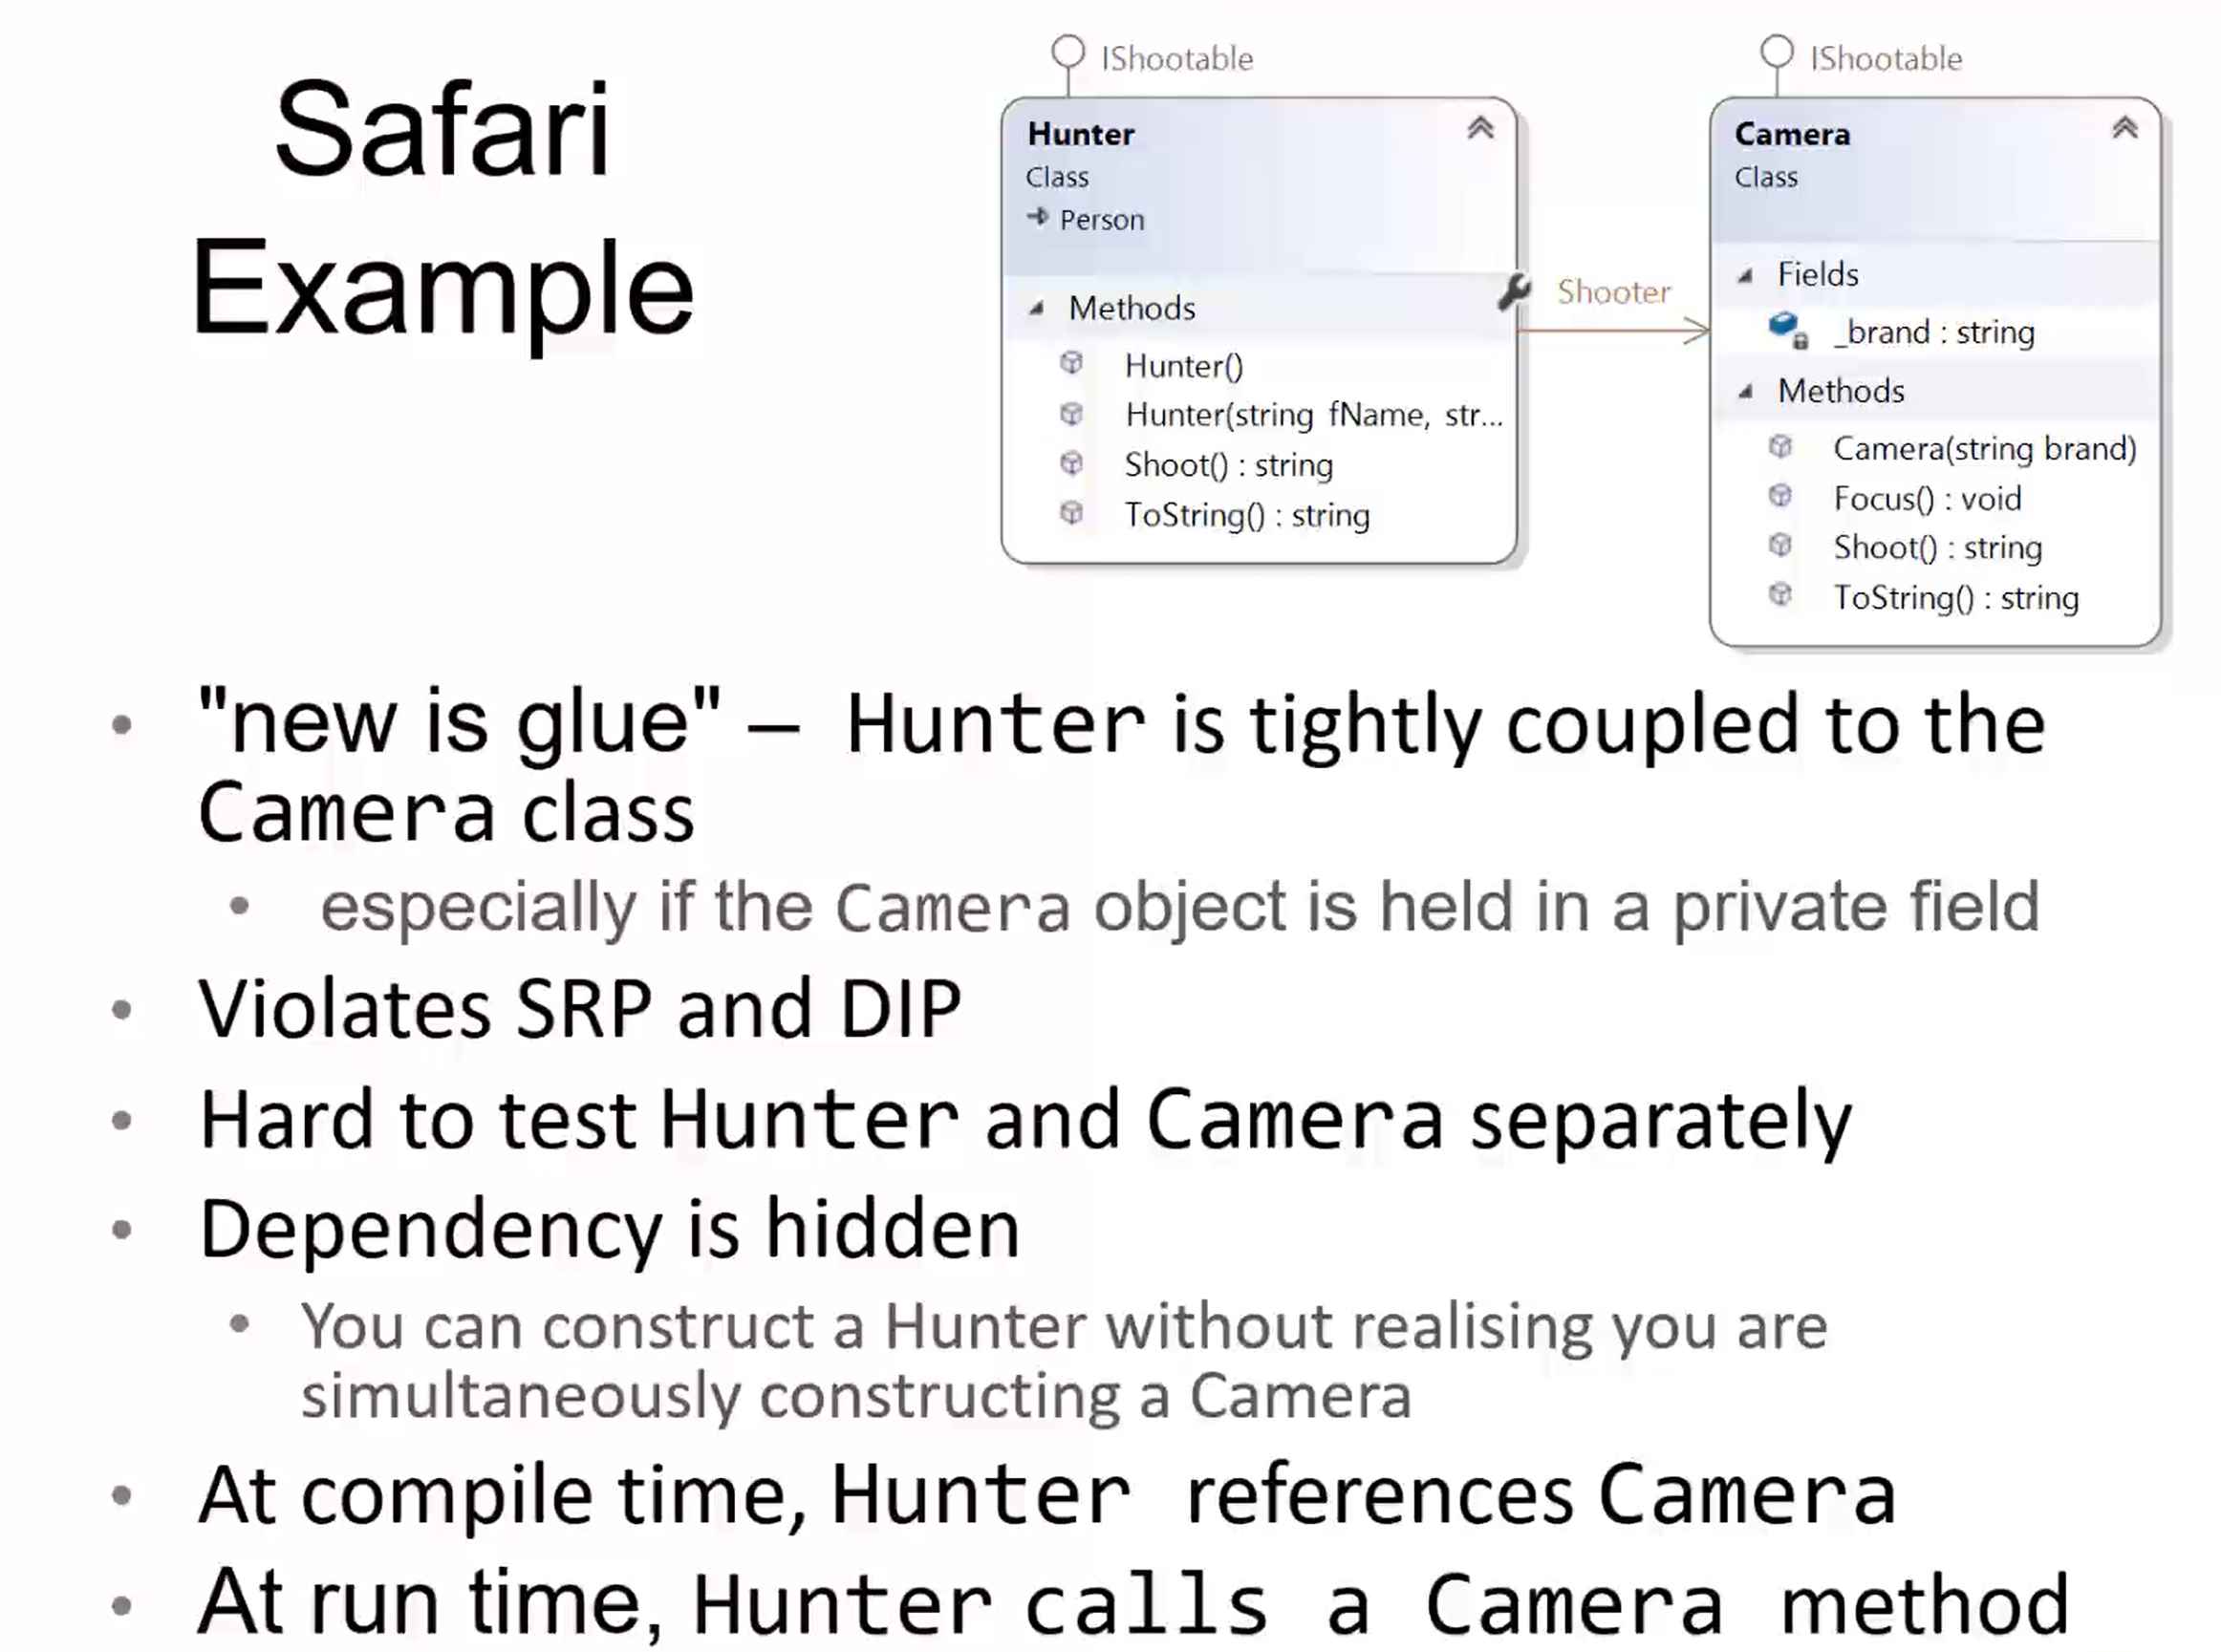 Safari
Example
IShootable
Hunter
Class
Person
Methods
Hunter()
Hunter(string fName, str...
Shoot() : string
ToString() : string
Shooter
IShootable
Camera
Class
Fields
_brand : string
Methods
Camera(string brand)
Focus() : void
Shoot() : string
ToString() : string
• "new is glue" – Hunter is tightly coupled to the
Camera class
• especially if the Camera object is held in a private field
• Violates SRP and DIP
• Hard to test Hunter and Camera separately
• Dependency is hidden
• You can construct a Hunter without realising you are
simultaneously constructing a Camera
• At compile time, Hunter references Camera
• At run time, Hunter calls a Camera method